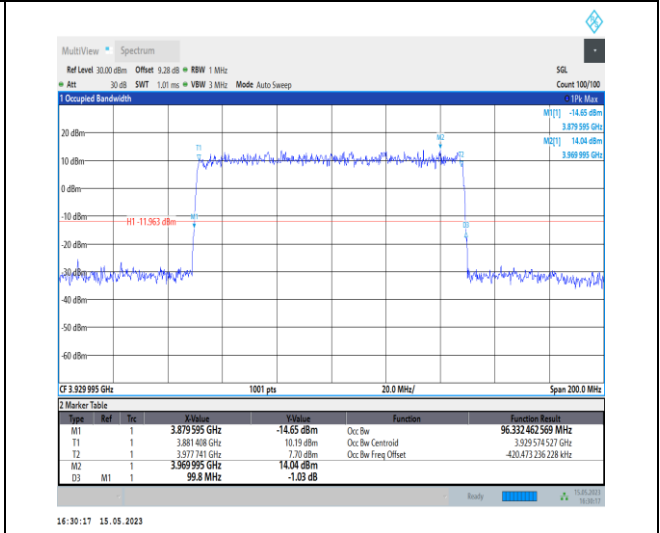 MultiView Spectrum
Ref Level 30.00 dBm Offset 9.28 dB RBW 1 MHz SGL
Att 30 dB SWT 1.01 ms VBW 3 MHz Mode Auto Sweep Count 100/100
1 Occupied Bandwidth 1Pk Max
M1[1] -14.65 dBm
3.879 595 GHz
M2[1] 14.04 dBm
3.969 995 GHz
20 dBm
M2
T1
10 dBm
0 dBm
-10 dBm
M1
H1 -11.963 dBm
D3
-20 dBm
-30 dBm
-40 dBm
-50 dBm
-60 dBm
CF 3.929 995 GHz 1001 pts 20.0 MHz/ Span 200.0 MHz
2 Marker Table
Type Ref Trc X-Value Y-Value Function Function Result
M1 1 3.879 595 GHz -14.65 dBm Occ Bw 96.332 462 569 MHz
T1 1 3.881 408 GHz 10.19 dBm Occ Bw Centroid 3.929 574 527 GHz
T2 1 3.977 741 GHz 7.70 dBm Occ Bw Freq Offset -420.473 236 228 kHz
M2 1 3.969 995 GHz 14.04 dBm
D3 M1 1 99.8 MHz -1.03 dB
Ready 15.05.2023
16:30:17
16:30:17 15.05.2023